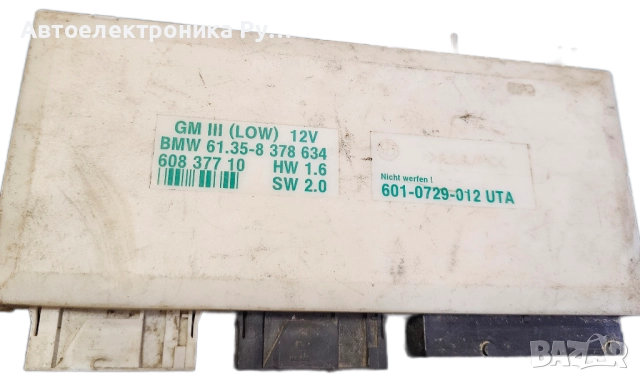 Автоелектроника Ру
GM III (LOW) 12V
BMW 61.35-8 378 634
608 377 10 HW 1.6
SW 2.0
Nicht werfen !
601-0729-012 UTA
BAZAR